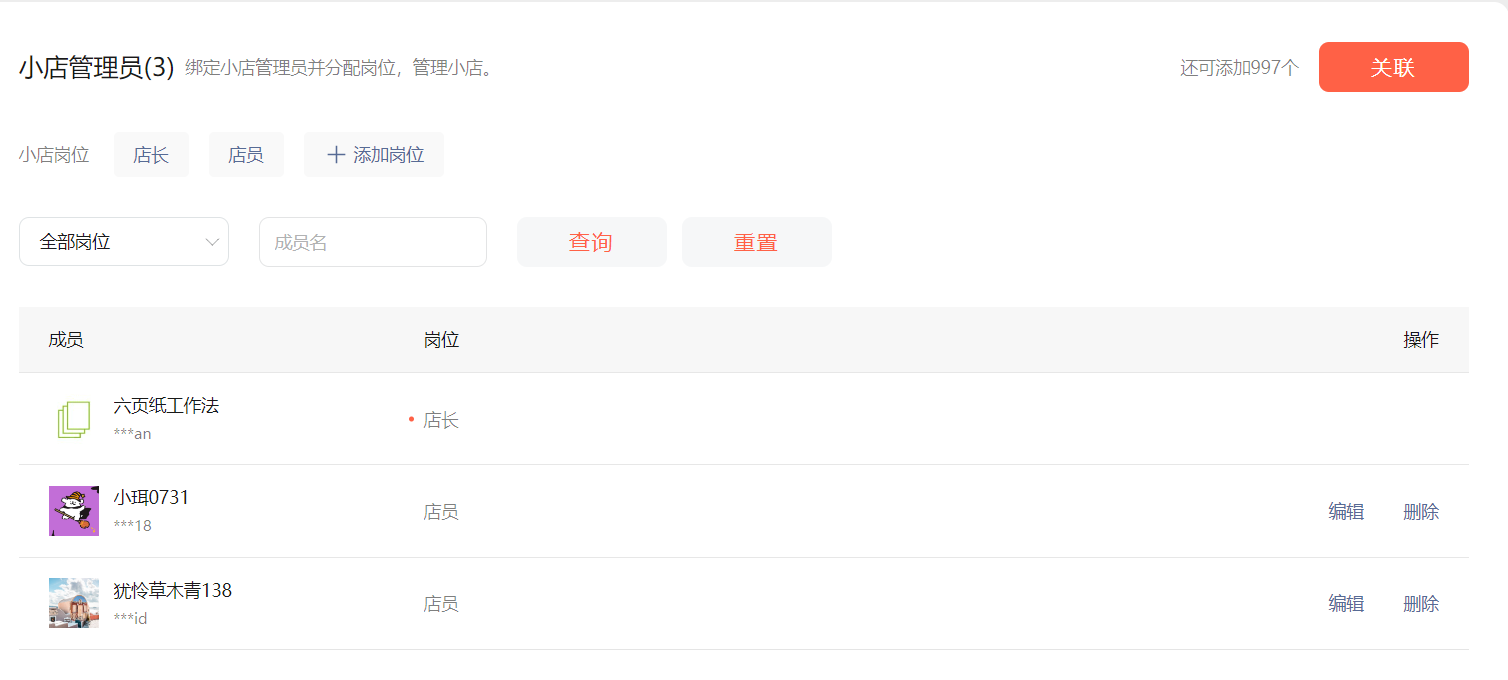 小店管理员(3) 绑定小店管理员并分配岗位，管理小店。 还可添加997个 关联
小店岗位 店长 店员 添加岗位
全部岗位 成员名 查询 重置
成员 岗位 操作
六页纸工作法
***an
店长
小珥0731
***18
店员 编辑 删除
犹怜草木青138
***id
店员 编辑 删除